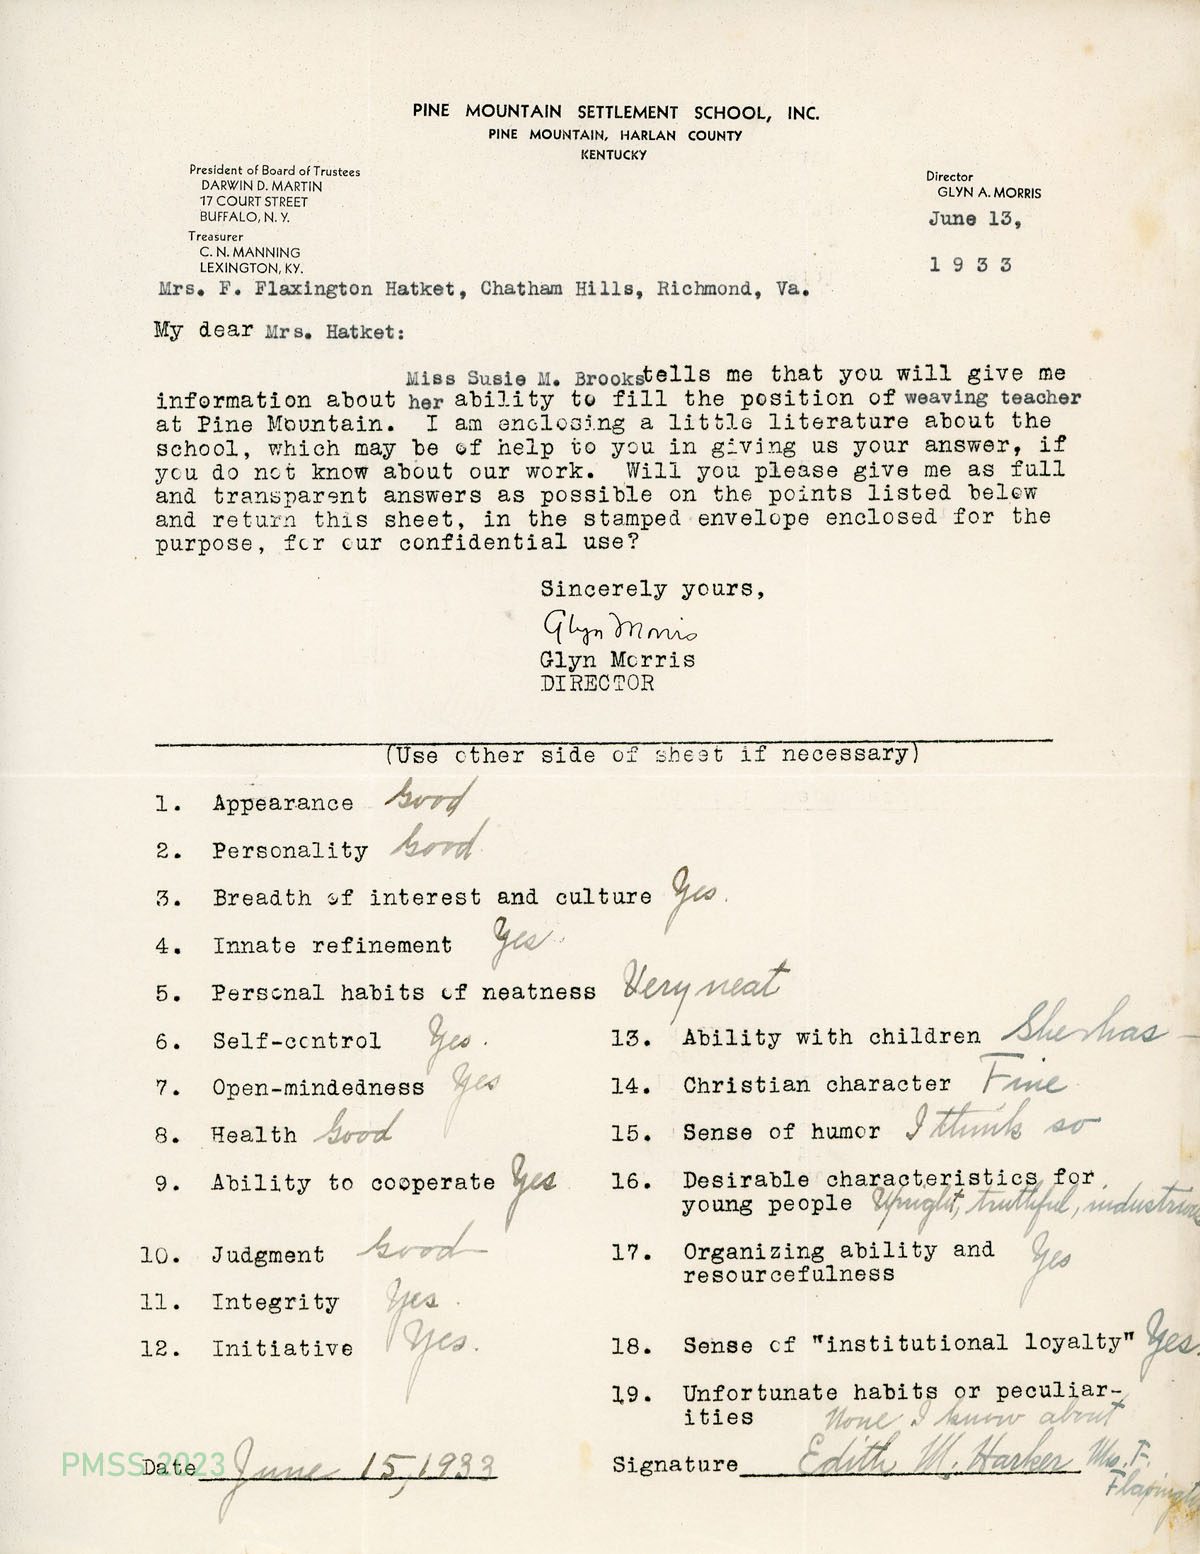 PINE MOUNTAIN SETTLEMENT SCHOOL, INC.
PINE MOUNTAIN, HARLAN COUNTY
KENTUCKY
President of Board of Trustees
DARWIN D. MARTIN
17 COURT STREET
BUFFALO, N. Y.
Treasurer
C. N. MANNING
LEXINGTON, KY.
Director
GLYN A. MORRIS
June 13,
1 9 3 3
Mrs. F. Flaxington Hatket, Chatham Hills, Richmond, Va.
My dear Mrs. Hatket:
Miss Susie M. Brooks tells me that you will give me
information about her ability to fill the position of weaving teacher
at Pine Mountain. I am enclosing a little literature about the
school, which may be of help to you in giving us your answer, if
you do not know about our work. Will you please give me as full
and transparent answers as possible on the points listed below
and return this sheet, in the stamped envelope enclosed for the
purpose, for our confidential use?
Sincerely yours,
Glyn Morris
Glyn Morris
DIRECTOR
(Use other side of sheet if necessary)
1. Appearance Good
2. Personality Good
3. Breadth of interest and culture Yes.
4. Innate refinement Yes
5. Personal habits of neatness Very neat
6. Self-control Yes.
7. Open-mindedness Yes
8. Health Good
9. Ability to cooperate Yes
10. Judgment Good
11. Integrity Yes.
12. Initiative Yes.
13. Ability with children She has -
14. Christian character Fine
15. Sense of humor I think so
16. Desirable characteristics for
young people Upright, truthful, industrious
17. Organizing ability and Yes
resourcefulness
18. Sense of "institutional loyalty" Yes.
19. Unfortunate habits or peculiar-
ities None I know about
Date June 15, 1933
Signature Edith M. Harker Mrs. F.
PMSS 2023